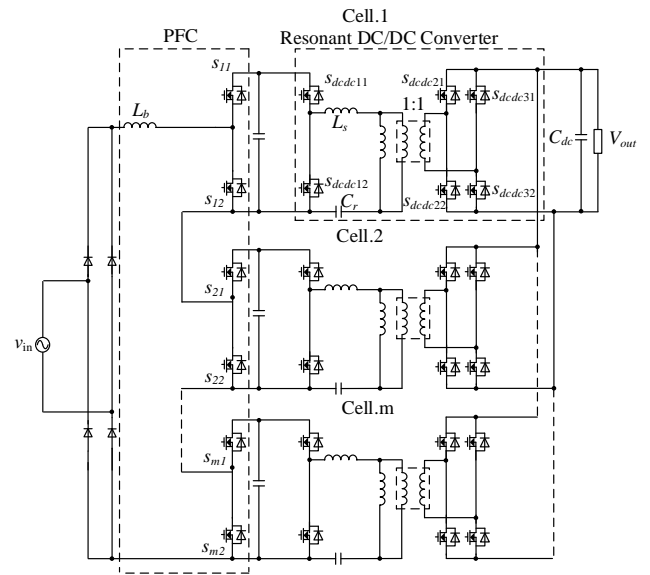 Cell.1
PFC
Resonant DC/DC Converter
s11
sdcdc11
sdcdc21
sdcdc31
1:1
Lb
Ls
Cdc
Vout
s12
sdcdc12
Cr
sdcdc22
sdcdc32
Cell.2
s21
vin
s22
Cell.m
sm1
sm2